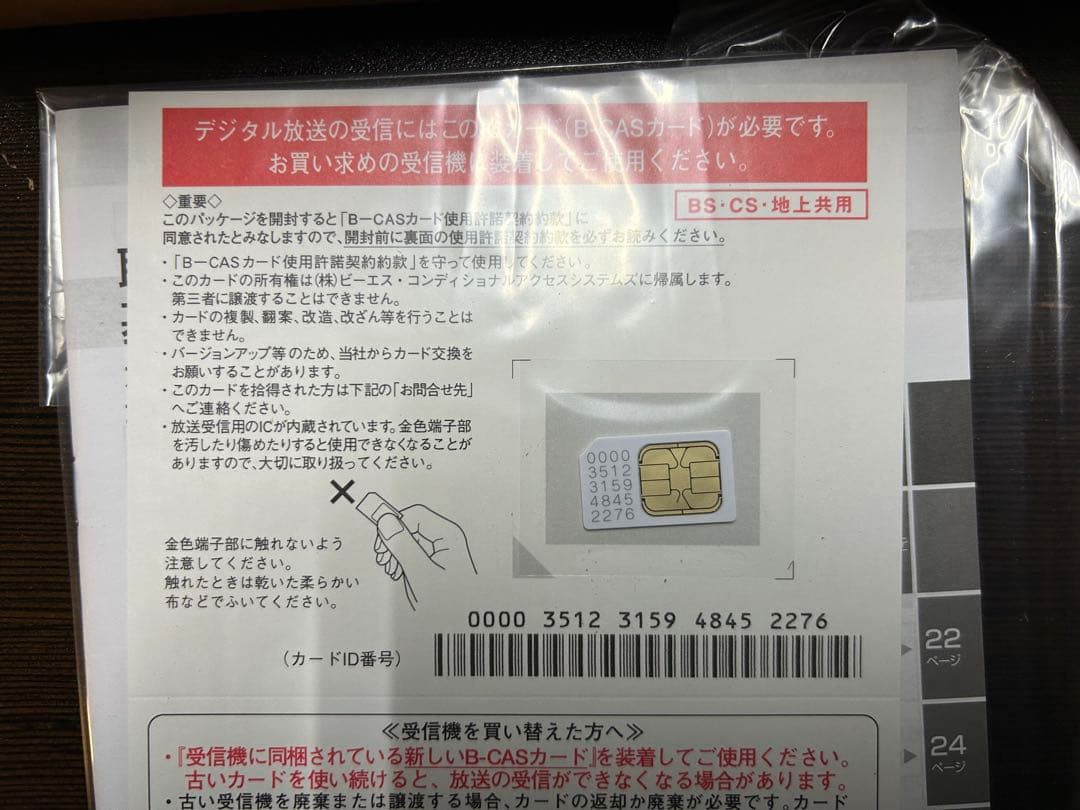 デジタル放送の受信にはこの カード(B-CASカード)が必要です。
お買い求めの受信機に装着してご使用ください。
◇重要◇
BS・CS・地上共用
このパッケージを開封すると「B−CASカード使用許諾契約約款」に
同意されたとみなしますので、開封前に裏面の使用許諾契約約款を必ずお読みください。
・「B−CASカード使用許諾契約約款」を守って使用してください。
・このカードの所有権は(株)ビーエス・コンディショナルアクセスシステムズに帰属します。
第三者に譲渡することはできません。
・カードの複製、翻案、改造、改ざん等を行うことは
できません。
・バージョンアップ等のため、当社からカード交換を
お願いすることがあります。
・このカードを拾得された方は下記の「お問合せ先」
へご連絡ください。
・放送受信用のICが内蔵されています。金色端子部
を汚したり傷めたりすると使用できなくなることが
ありますので、大切に取り扱ってください。
0000
3512
3159
4845
2276
金色端子部に触れないよう
注意してください。
触れたときは乾いた柔らかい
布などでふいてください。
0000 3512 3159 4845 2276
(カードID番号)
22
ページ
≪受信機を買い替えた方へ≫
・『受信機に同梱されている新しいB-CASカード』を装着してご使用ください。
古いカードを使い続けると、放送の受信ができなくなる場合があります。
・古い受信機を廃棄または譲渡する場合、カードの返却か廃棄が必要です。カード
24
ページ